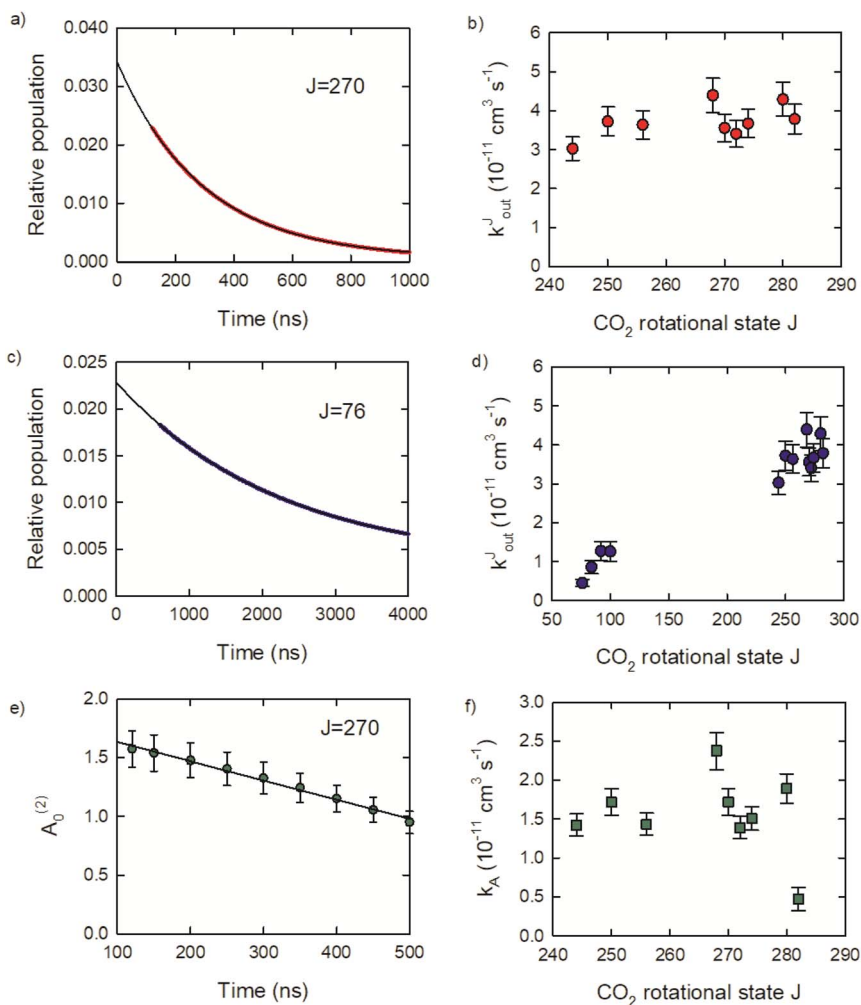 a)
0.040
0.030
0.020
0.010
0.000
Relative population
J=270
0 200 400 600 800 1000
Time (ns)
b)
6
5
4
3
2
1
0
k^J_out (10^-11 cm^3 s^-1)
240 250 260 270 280 290
CO_2 rotational state J
c)
0.025
0.020
0.015
0.010
0.005
0.000
Relative population
J=76
0 1000 2000 3000 4000
Time (ns)
d)
6
5
4
3
2
1
0
k^J_out (10^-11 cm^3 s^-1)
50 100 150 200 250 300
CO_2 rotational state J
e)
2.0
1.5
1.0
0.5
0.0
A_0^(2)
J=270
100 200 300 400 500
Time (ns)
f)
3.0
2.5
2.0
1.5
1.0
0.5
0.0
k_A (10^-11 cm^3 s^-1)
240 250 260 270 280 290
CO_2 rotational state J